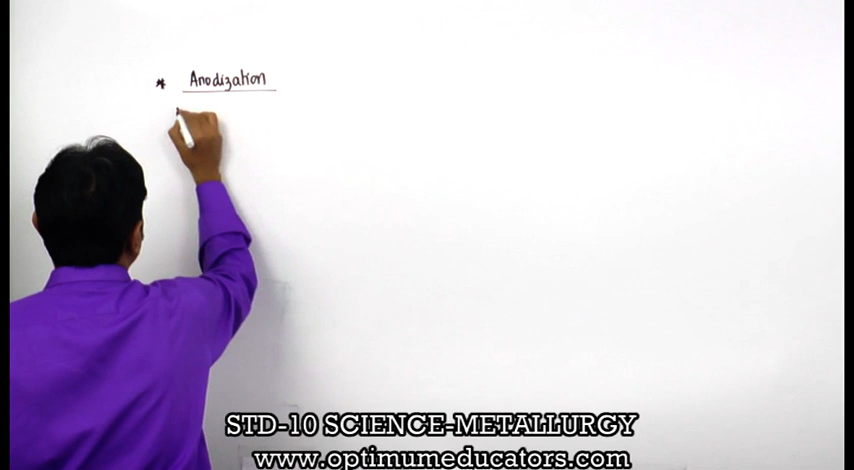 * Anodization
STD-10 SCIENCE-METALLURGY
www.optimumeducators.com